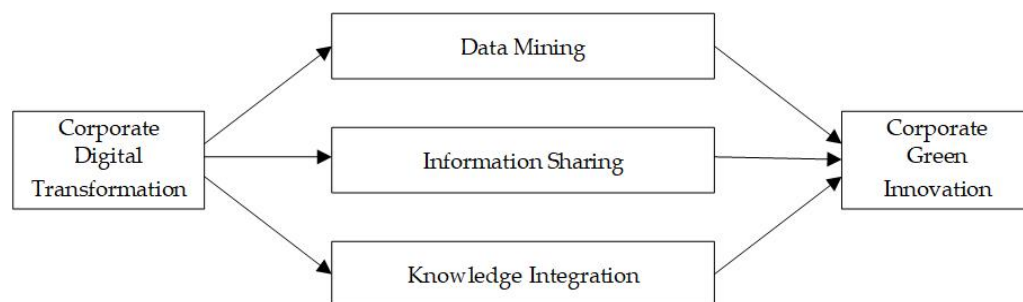 Data Mining
Corporate
Digital
Transformation
Information Sharing
Corporate
Green
Innovation
Knowledge Integration